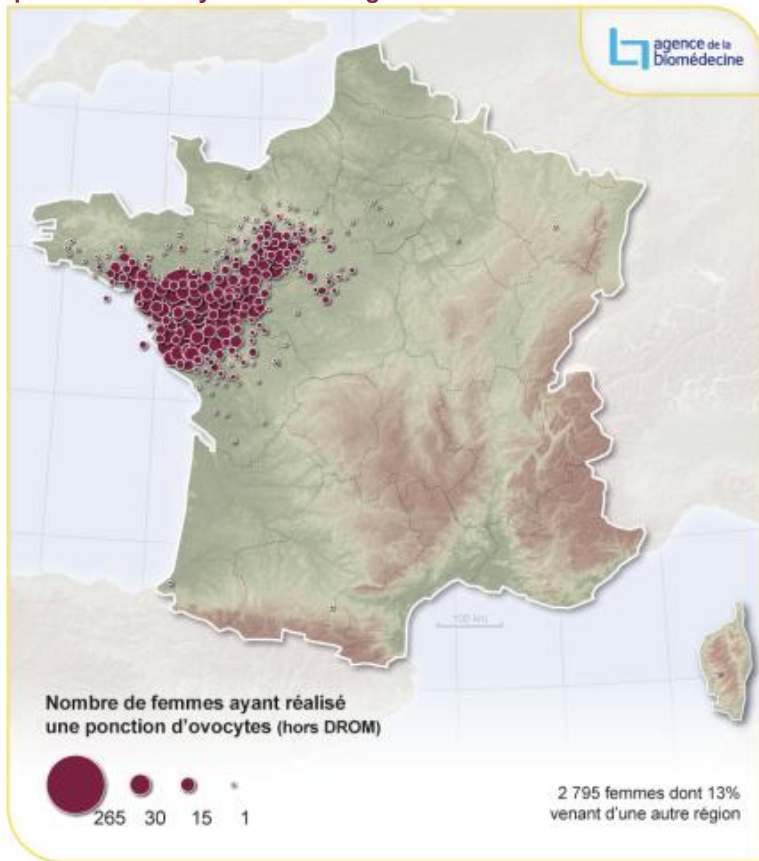 agence de la
biomédecine
100 km
Nombre de femmes ayant réalisé
une ponction d'ovocytes (hors DROM)
265 30 15 1
2 795 femmes dont 13%
venant d'une autre région